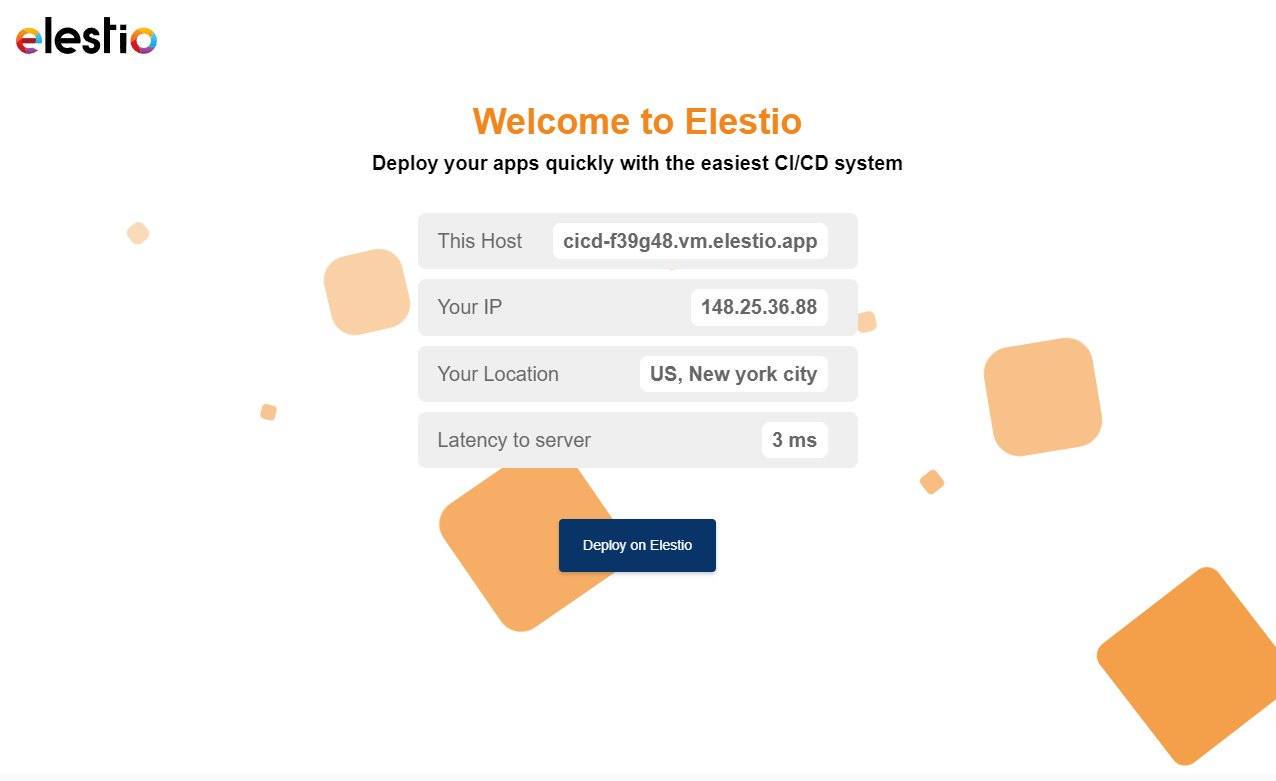 elestio
Welcome to Elestio
Deploy your apps quickly with the easiest CI/CD system
This Host cicd-f39g48.vm.elestio.app
Your IP 148.25.36.88
Your Location US, New york city
Latency to server 3 ms
Deploy on Elestio